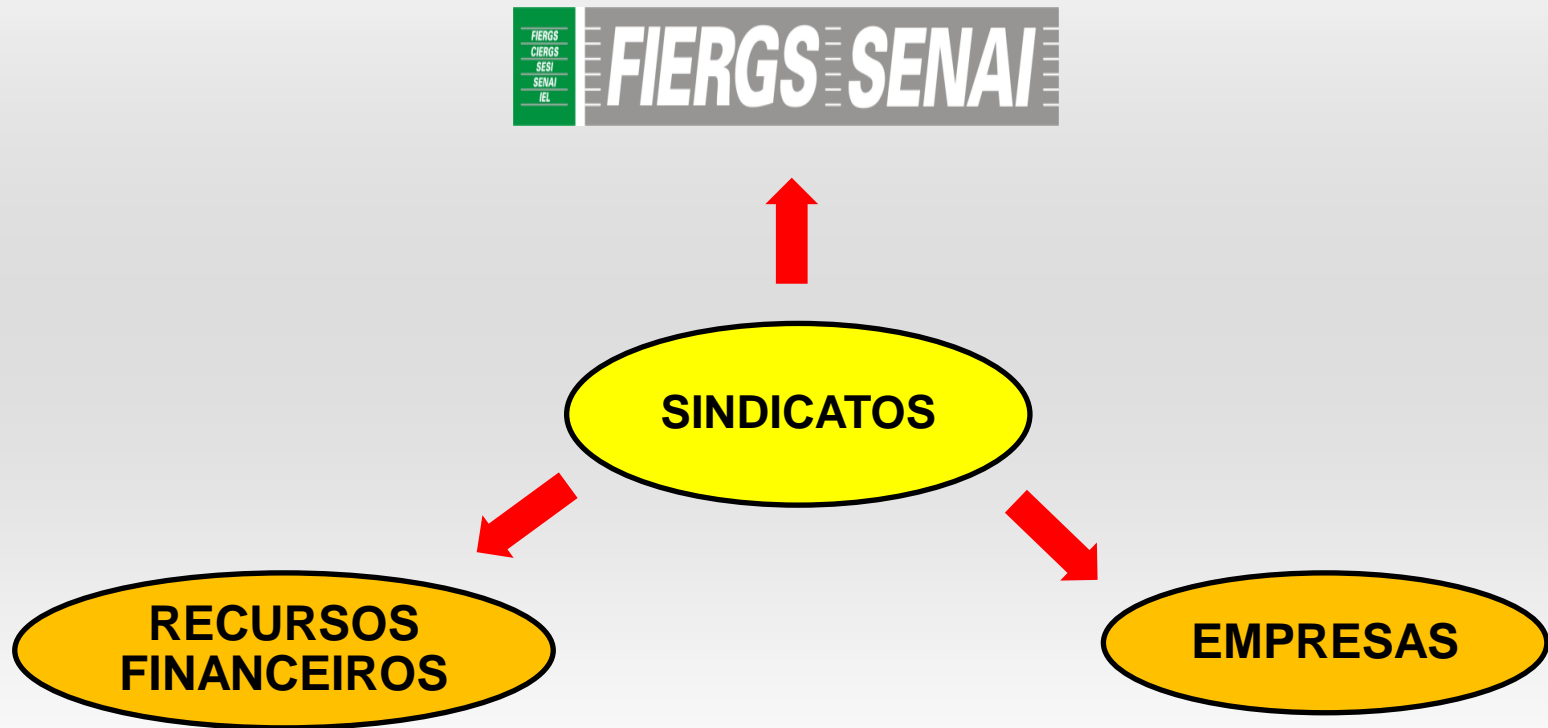 FIERGS
CIERGS
SESI
SENAI
IEL
FIERGS SENAI
SINDICATOS
RECURSOS
FINANCEIROS
EMPRESAS